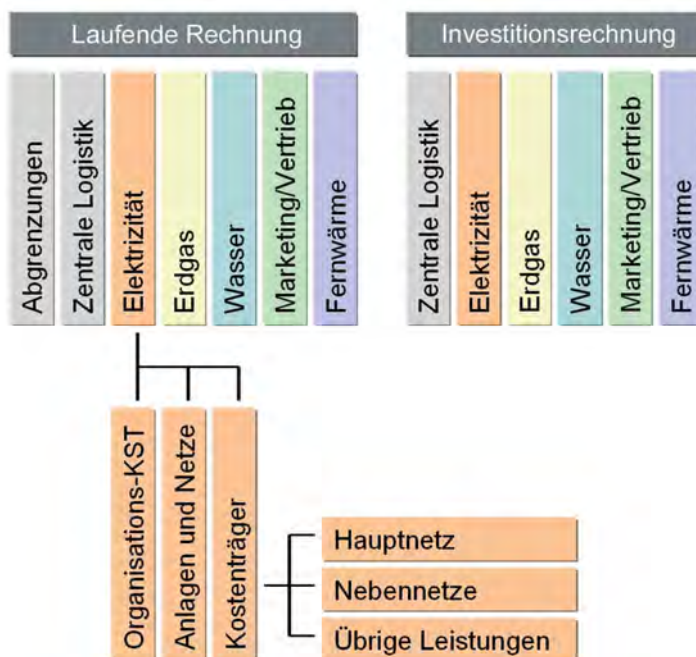 Laufende Rechnung
Investitionsrechnung
Abgrenzungen
Zentrale Logistik
Elektrizität
Erdgas
Wasser
Marketing/Vertrieb
Fernwärme
Zentrale Logistik
Elektrizität
Erdgas
Wasser
Marketing/Vertrieb
Fernwärme
Organisations-KST
Anlagen und Netze
Kostenträger
Hauptnetz
Nebennetze
Übrige Leistungen